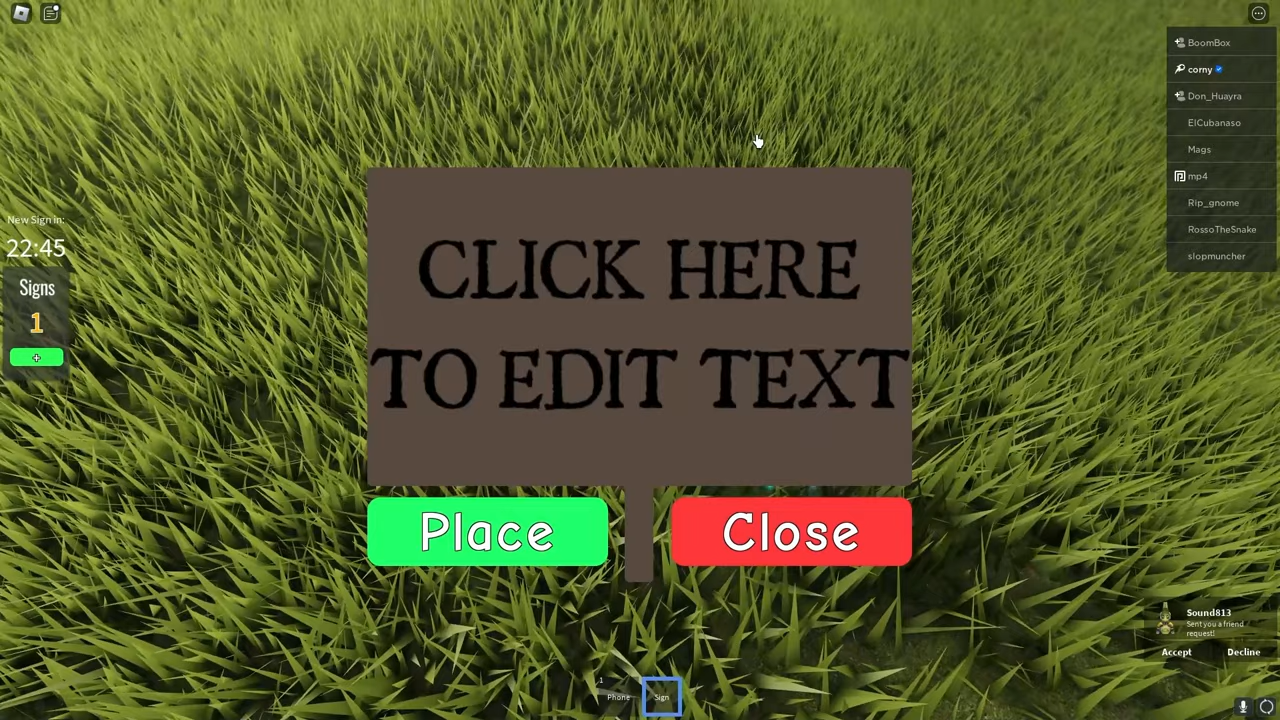 BoomBox
corny
Don_Huayra
ElCubanaso
Mags
mp4
Rip_gnome
RossoTheSnake
slopmuncher
New Sign in:
22:45
Signs
1
CLICK HERE
TO EDIT TEXT
Place
Close
Sound813
Sent you a friend
request!
Accept
Decline
1
Phone
Sign